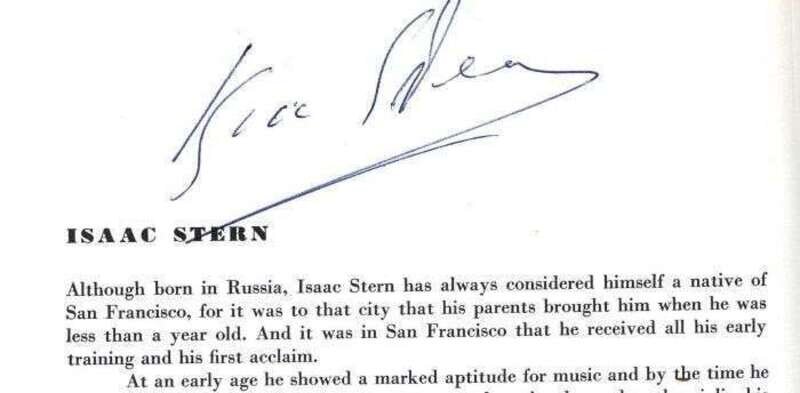 Isaac Stern
ISAAC STERN
Although born in Russia, Isaac Stern has always considered himself a native of
San Francisco, for it was to that city that his parents brought him when he was
less than a year old. And it was in San Francisco that he received all his early
training and his first acclaim.
At an early age he showed a marked aptitude for music and by the time he